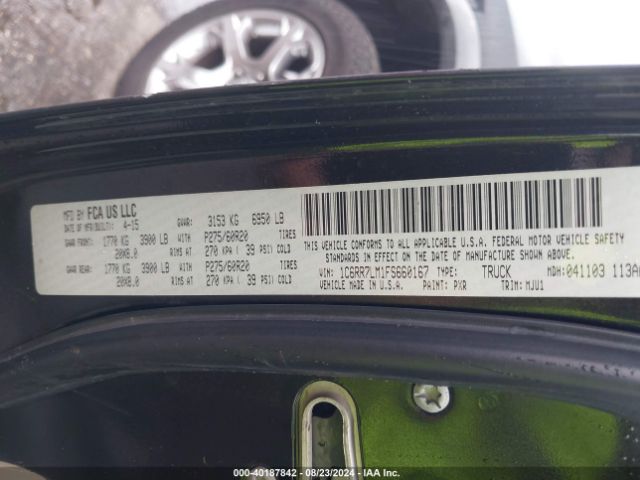 MFD BY FCA US LLC
DATE OF MFR(BUILT): 4-15 GVWR: 3153 KG 6950 LB
GAWR FRONT: 1770 KG 3900 LB WITH P275/60R20 TIRES
20X8.0 RIMS AT 270 KPA ( 39 PSI) COLD
GAWR REAR: 1770 KG 3900 LB WITH P275/60R20 TIRES
20X8.0 RIMS AT 270 KPA ( 39 PSI) COLD
THIS VEHICLE CONFORMS TO ALL APPLICABLE U.S.A. FEDERAL MOTOR VEHICLE SAFETY
STANDARDS IN EFFECT ON THE DATE OF MANUFACTURE SHOWN ABOVE.
VIN: 1C6RR7LM1FS660167 TYPE: TRUCK MDH: 041103 113A
VEHICLE MADE IN U.S.A. PAINT: PXR TRIM: MJU1
000-40187842 - 08/23/2024 - IAA Inc.